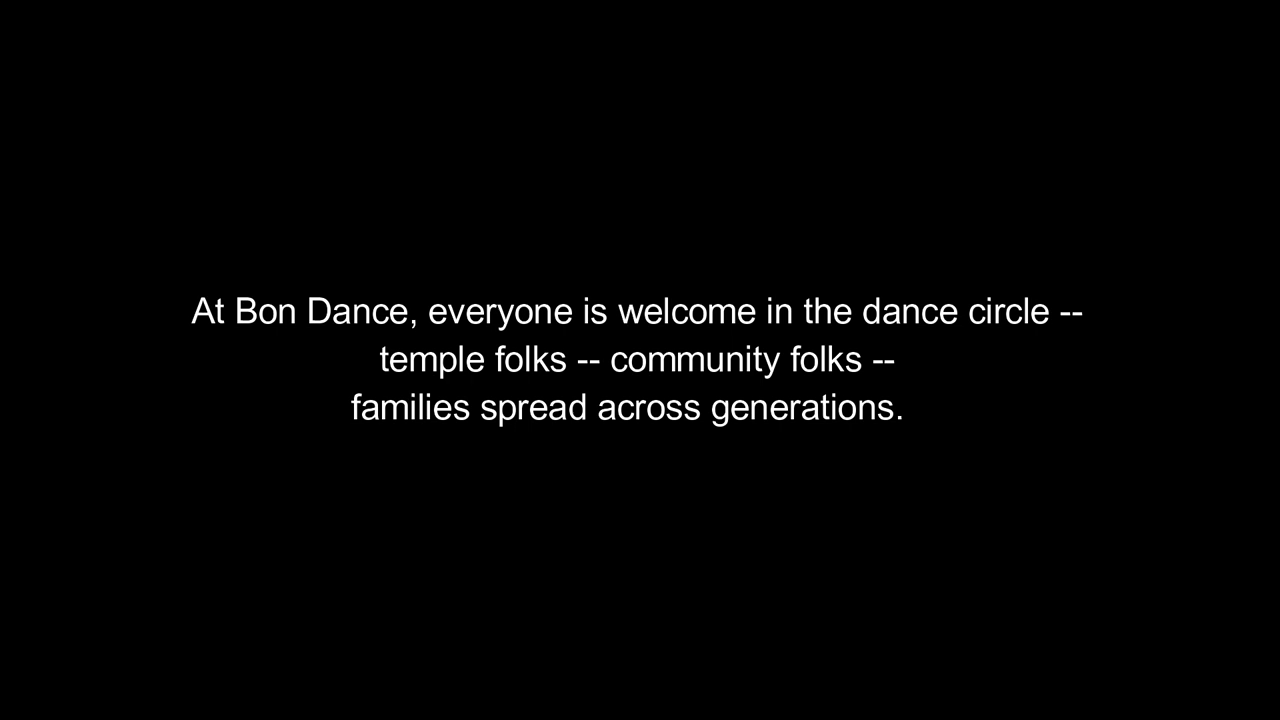 At Bon Dance, everyone is welcome in the dance circle --
temple folks -- community folks --
families spread across generations.